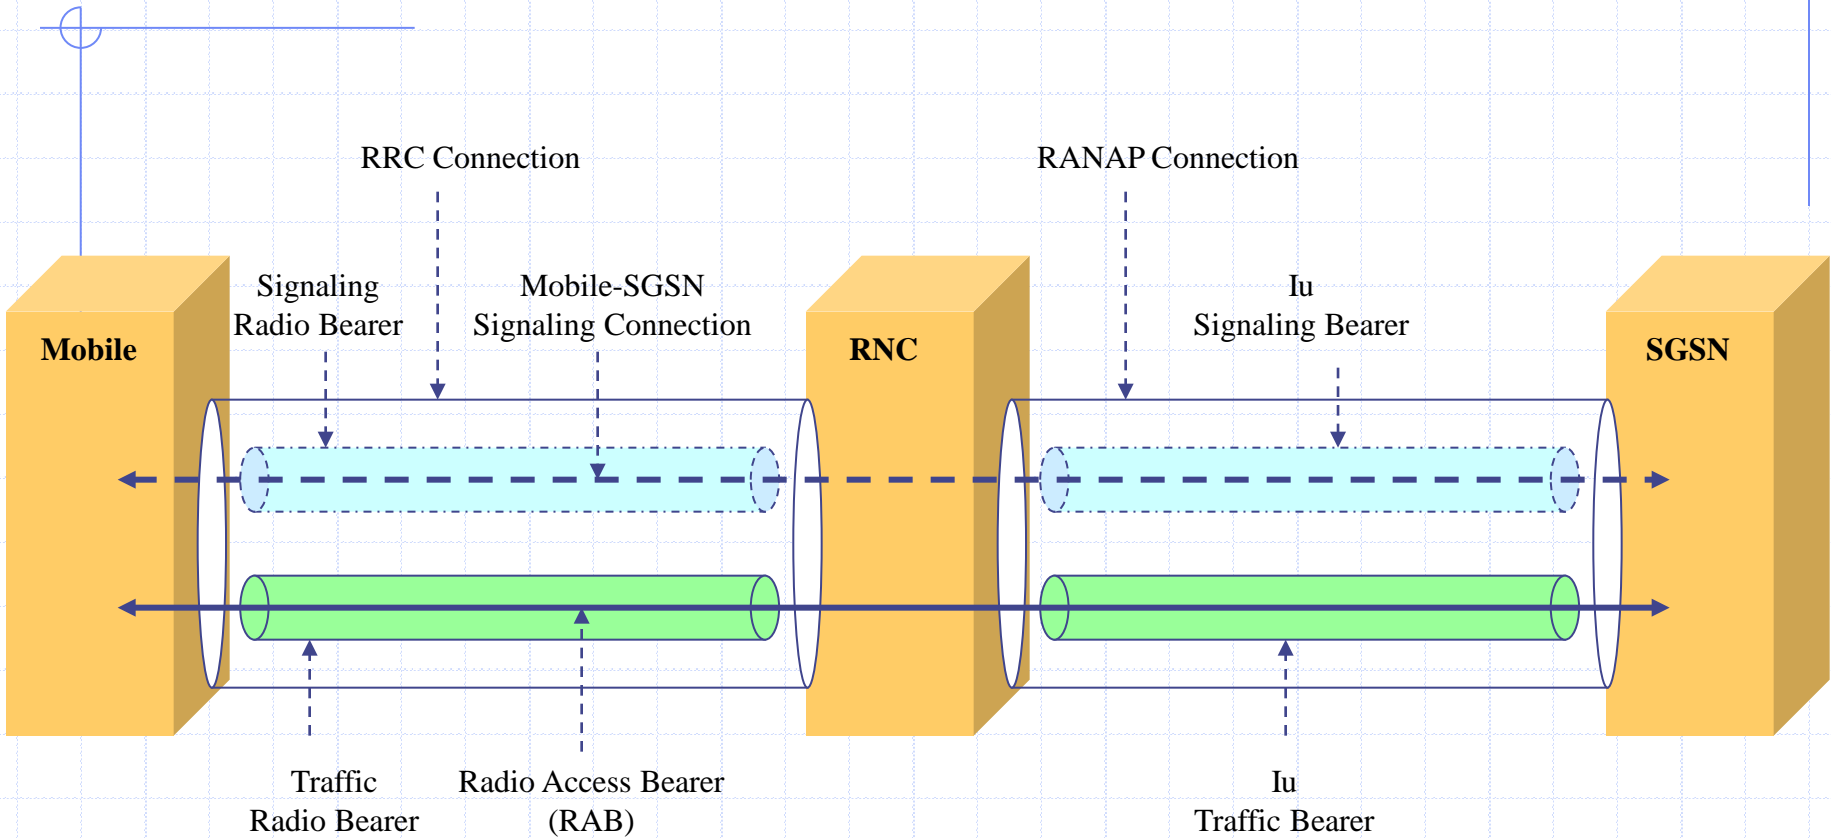 RRC Connection
RANAP Connection
Signaling
Radio Bearer
Mobile-SGSN
Signaling Connection
Iu
Signaling Bearer
Mobile
RNC
SGSN
Traffic
Radio Bearer
Radio Access Bearer
(RAB)
Iu
Traffic Bearer